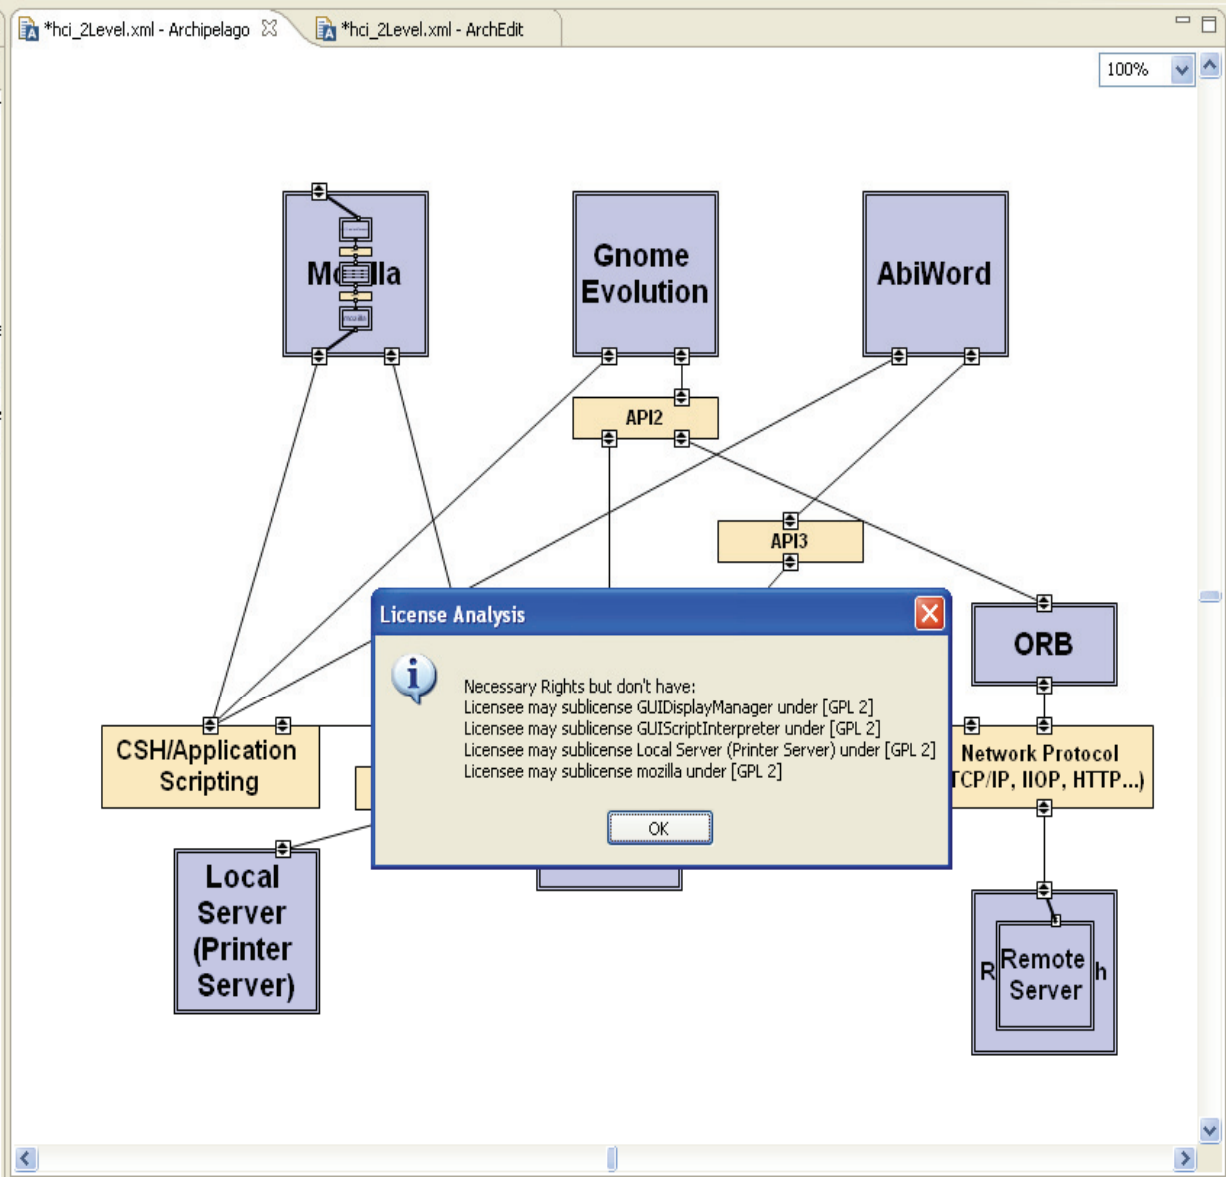 *hci_2Level.xml - Archipelago
*hci_2Level.xml - ArchEdit
100%
Gnome
Evolution
AbiWord
API2
API3
License Analysis
Necessary Rights but don't have:
Licensee may sublicense GUIDisplayManager under [GPL 2]
Licensee may sublicense GUIScriptInterpreter under [GPL 2]
Licensee may sublicense Local Server (Printer Server) under [GPL 2]
Licensee may sublicense mozilla under [GPL 2]
OK
ORB
CSH/Application
Scripting
Network Protocol
TCP/IP, IIOP, HTTP...)
Local
Server
(Printer
Server)
Remote
Server